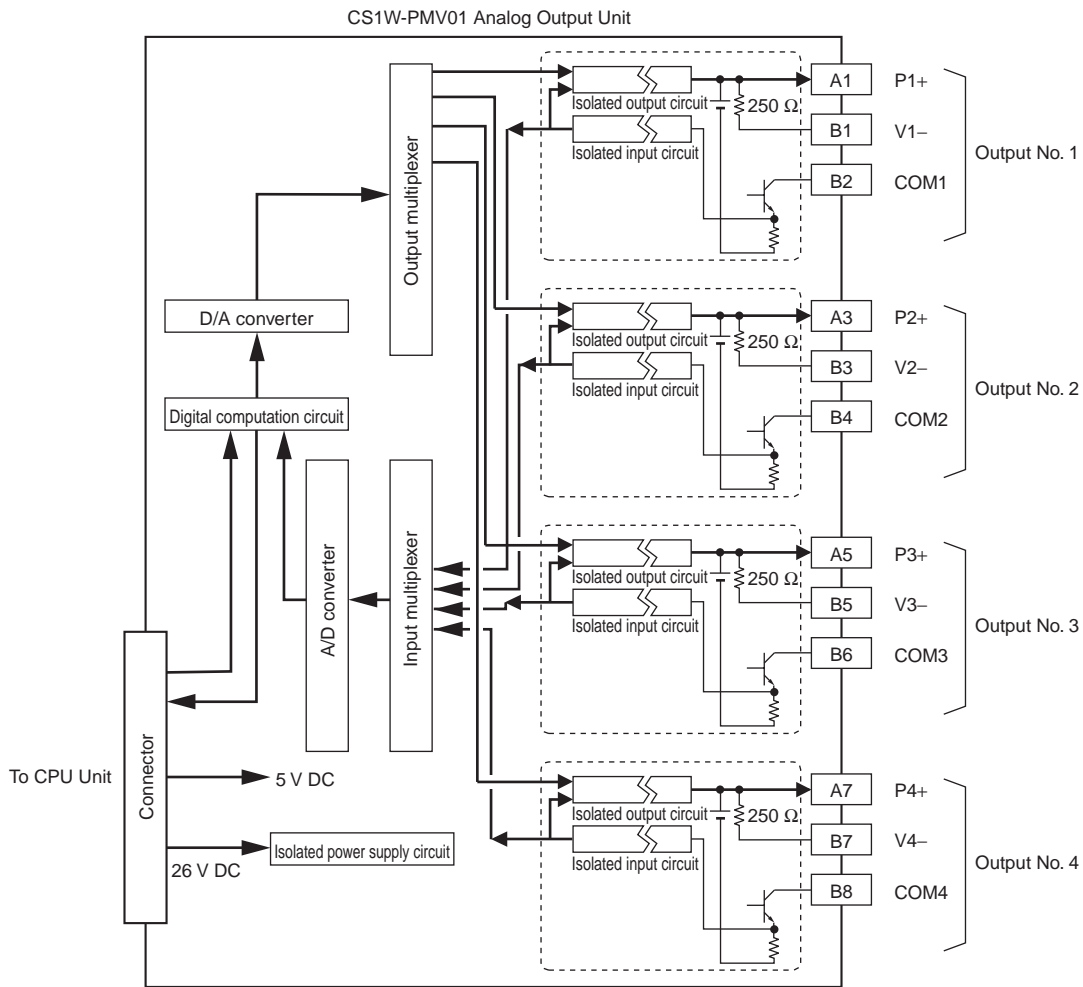 CS1W-PMV01 Analog Output Unit
Output multiplexer
Isolated output circuit
250 Ω
Isolated input circuit
A1 P1+
B1 V1−
B2 COM1
Output No. 1
D/A converter
Isolated output circuit
250 Ω
Isolated input circuit
A3 P2+
B3 V2−
B4 COM2
Output No. 2
Digital computation circuit
A/D converter
Input multiplexer
Isolated output circuit
250 Ω
Isolated input circuit
A5 P3+
B5 V3−
B6 COM3
Output No. 3
To CPU Unit
Connector
5 V DC
26 V DC
Isolated power supply circuit
Isolated output circuit
250 Ω
Isolated input circuit
A7 P4+
B7 V4−
B8 COM4
Output No. 4